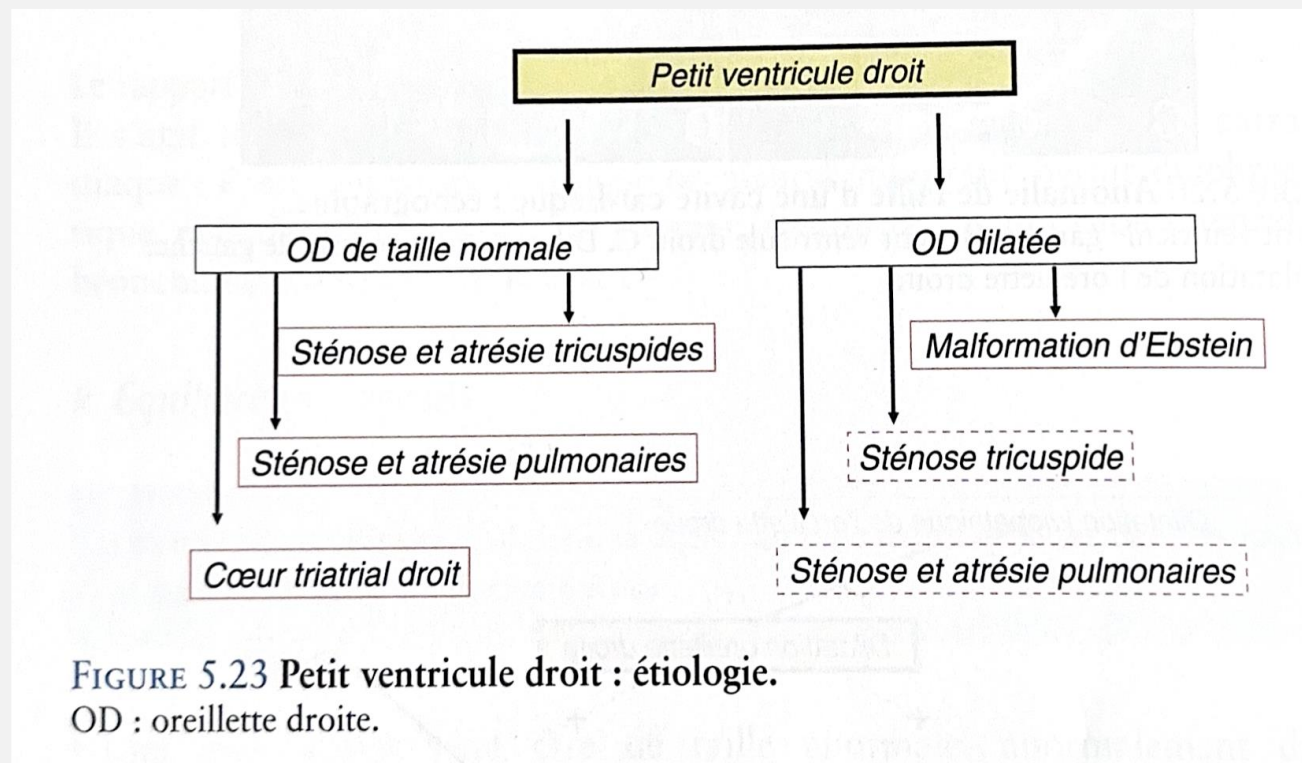 Petit ventricule droit
OD de taille normale
OD dilatée
Sténose et atrésie tricuspides
Malformation d'Ebstein
Sténose et atrésie pulmonaires
Sténose tricuspide
Cœur triatrial droit
Sténose et atrésie pulmonaires
FIGURE 5.23 Petit ventricule droit : étiologie.
OD : oreillette droite.